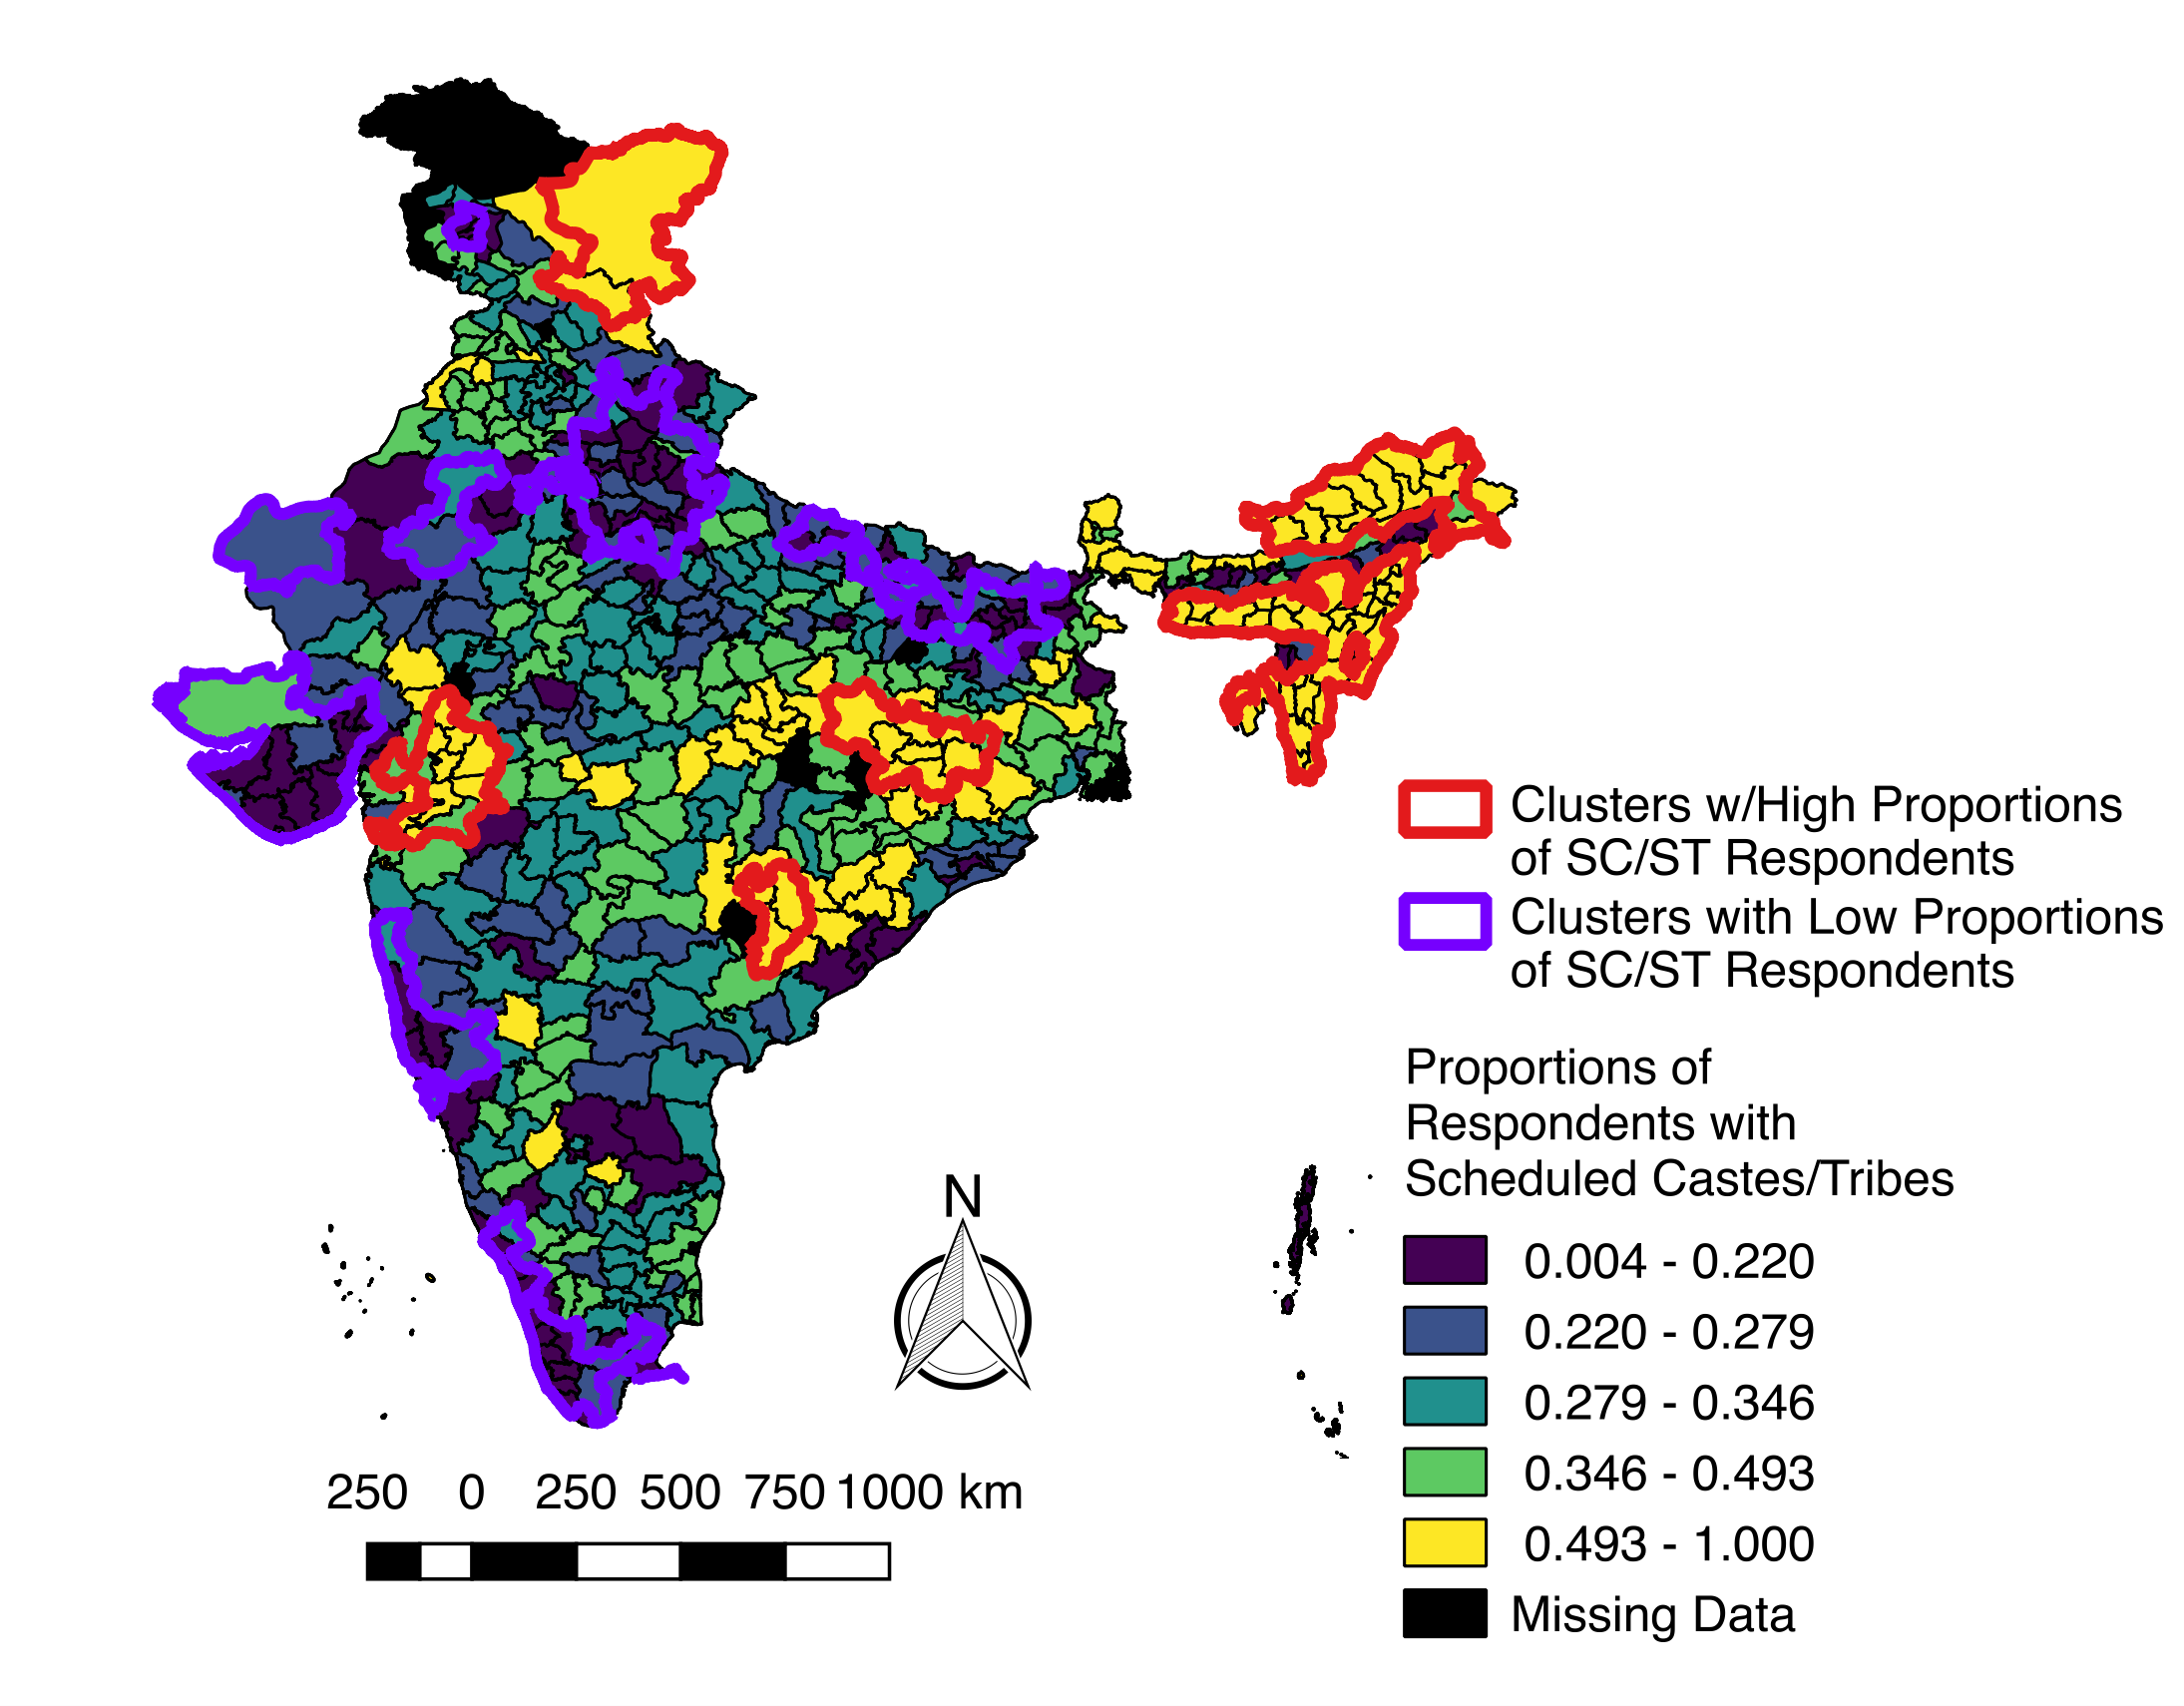 Clusters w/High Proportions
of SC/ST Respondents
Clusters with Low Proportions
of SC/ST Respondents
Proportions of
Respondents with
Scheduled Castes/Tribes
0.004 - 0.220
0.220 - 0.279
0.279 - 0.346
0.346 - 0.493
0.493 - 1.000
Missing Data
N
250 0 250 500 750 1000 km